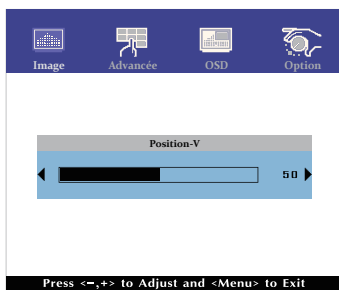 Image Advancée OSD Option
Position-V
50
Press <-,+> to Adjust and <Menu> to Exit